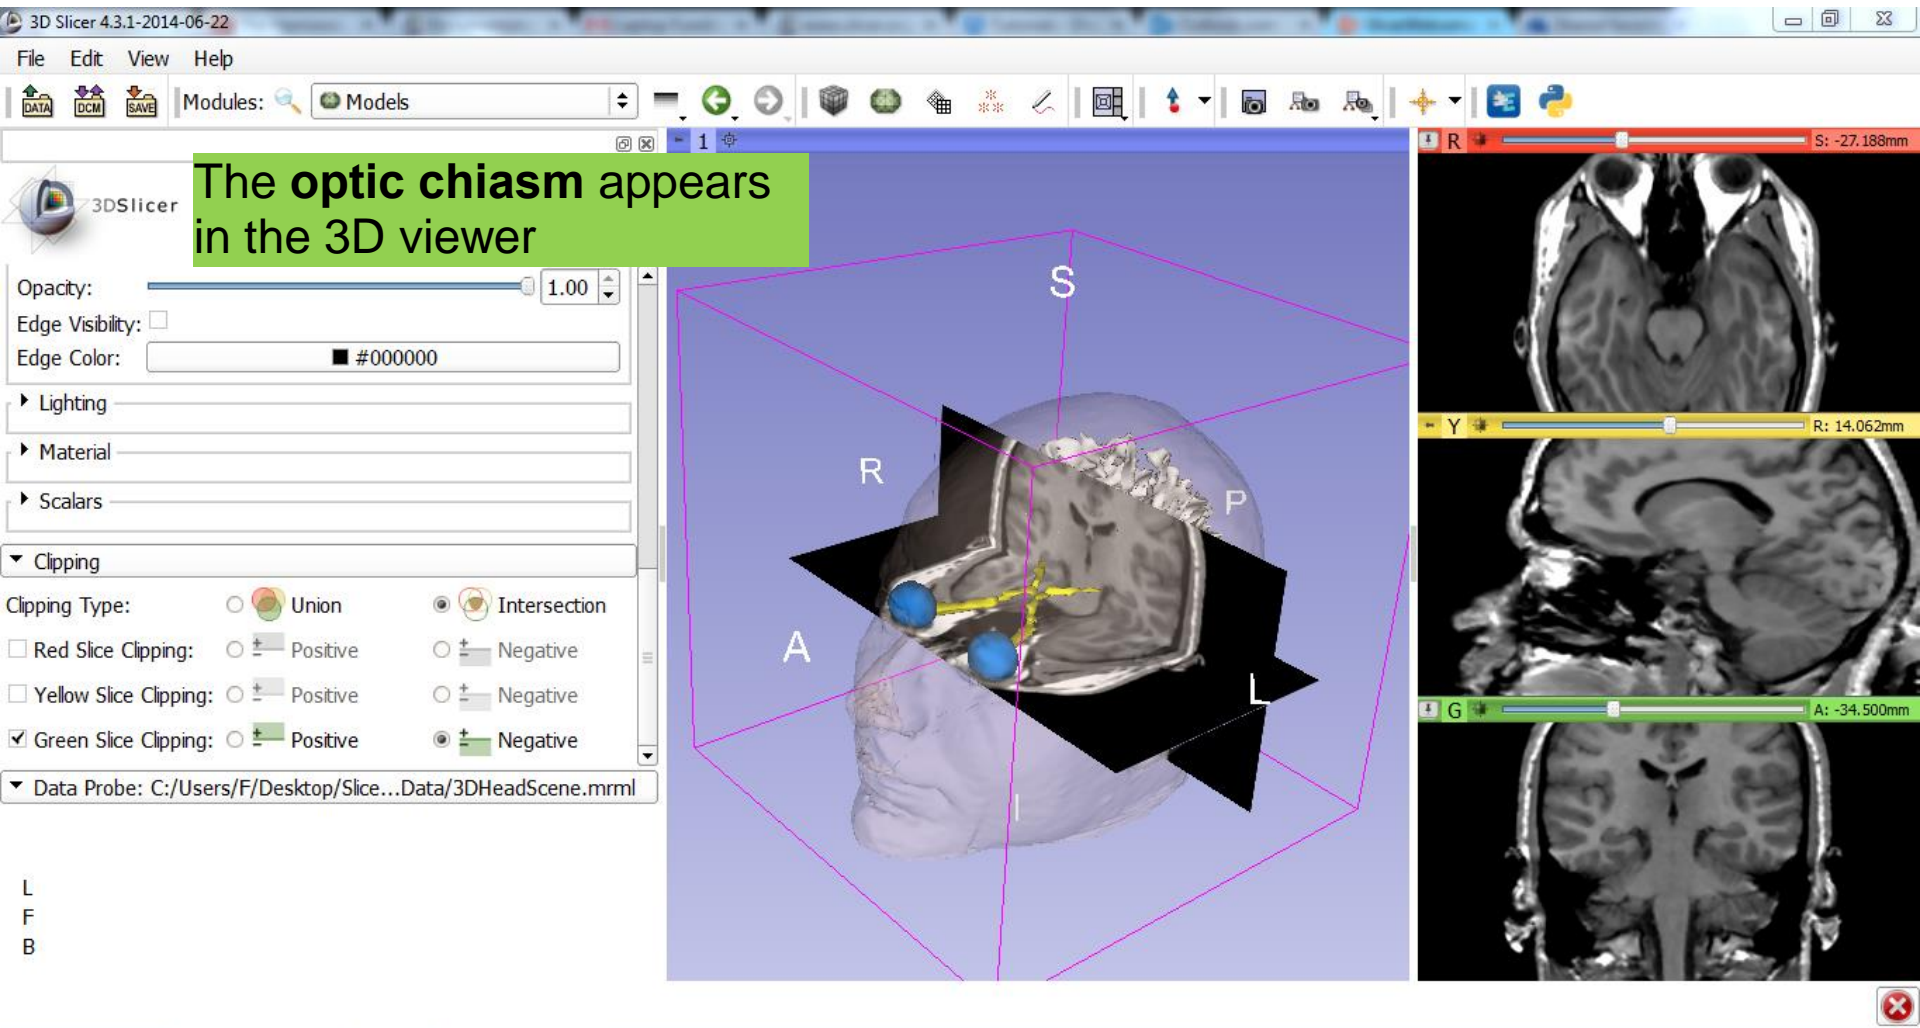 3D Slicer 4.3.1-2014-06-22
File Edit View Help
DATA DCM SAVE Modules: Models
1
R S: -27.188mm
The optic chiasm appears
in the 3D viewer
3DSlicer
Opacity: 1.00
Edge Visibility:
Edge Color: #000000
Lighting
Material
Scalars
Clipping
Clipping Type: Union Intersection
Red Slice Clipping: Positive Negative
Yellow Slice Clipping: Positive Negative
Green Slice Clipping: Positive Negative
Data Probe: C:/Users/F/Desktop/Slice...Data/3DHeadScene.mrml
L
F
B
S
R
P
A
L
I
Y R: 14.062mm
G A: -34.500mm